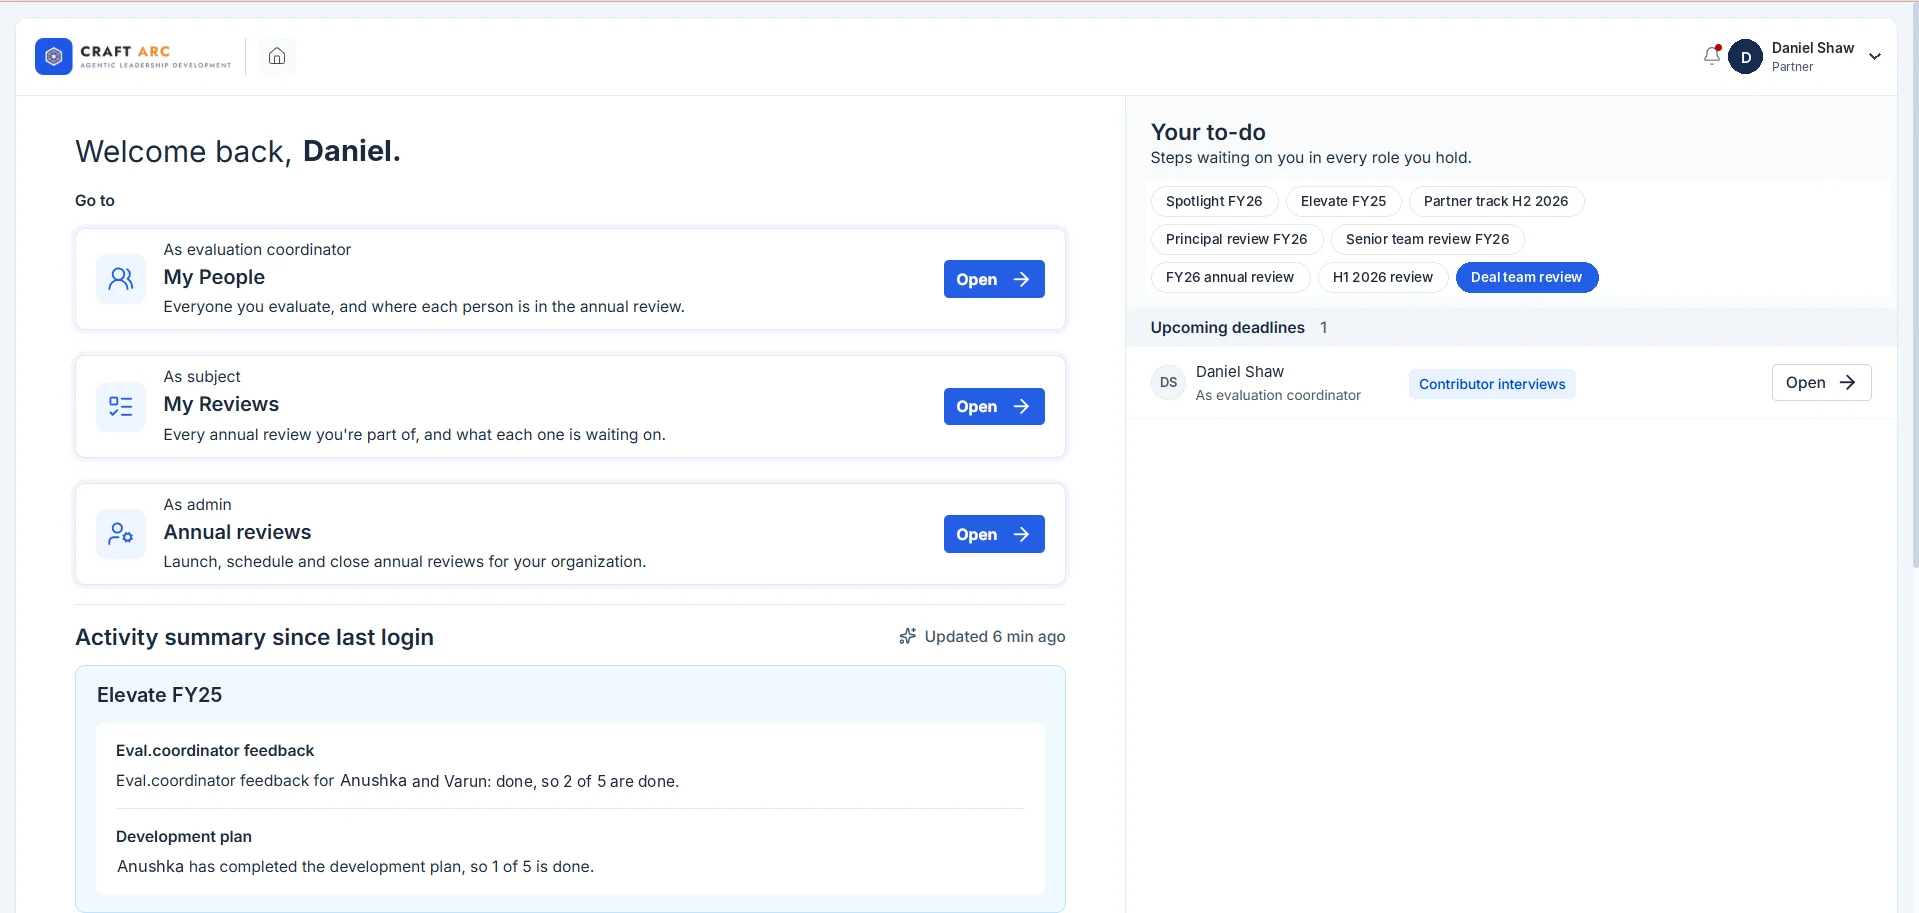 CRAFT ARC
AGENTIC LEADERSHIP DEVELOPMENT
D
Daniel Shaw
Partner
Welcome back, Daniel.
Go to
As evaluation coordinator
My People
Everyone you evaluate, and where each person is in the annual review.
Open
As subject
My Reviews
Every annual review you're part of, and what each one is waiting on.
Open
As admin
Annual reviews
Launch, schedule and close annual reviews for your organization.
Open
Activity summary since last login
Updated 6 min ago
Elevate FY25
Eval.coordinator feedback
Eval.coordinator feedback for Anushka and Varun: done, so 2 of 5 are done.
Development plan
Anushka has completed the development plan, so 1 of 5 is done.
Your to-do
Steps waiting on you in every role you hold.
Spotlight FY26
Elevate FY25
Partner track H2 2026
Principal review FY26
Senior team review FY26
FY26 annual review
H1 2026 review
Deal team review
Upcoming deadlines 1
DS
Daniel Shaw
As evaluation coordinator
Contributor interviews
Open